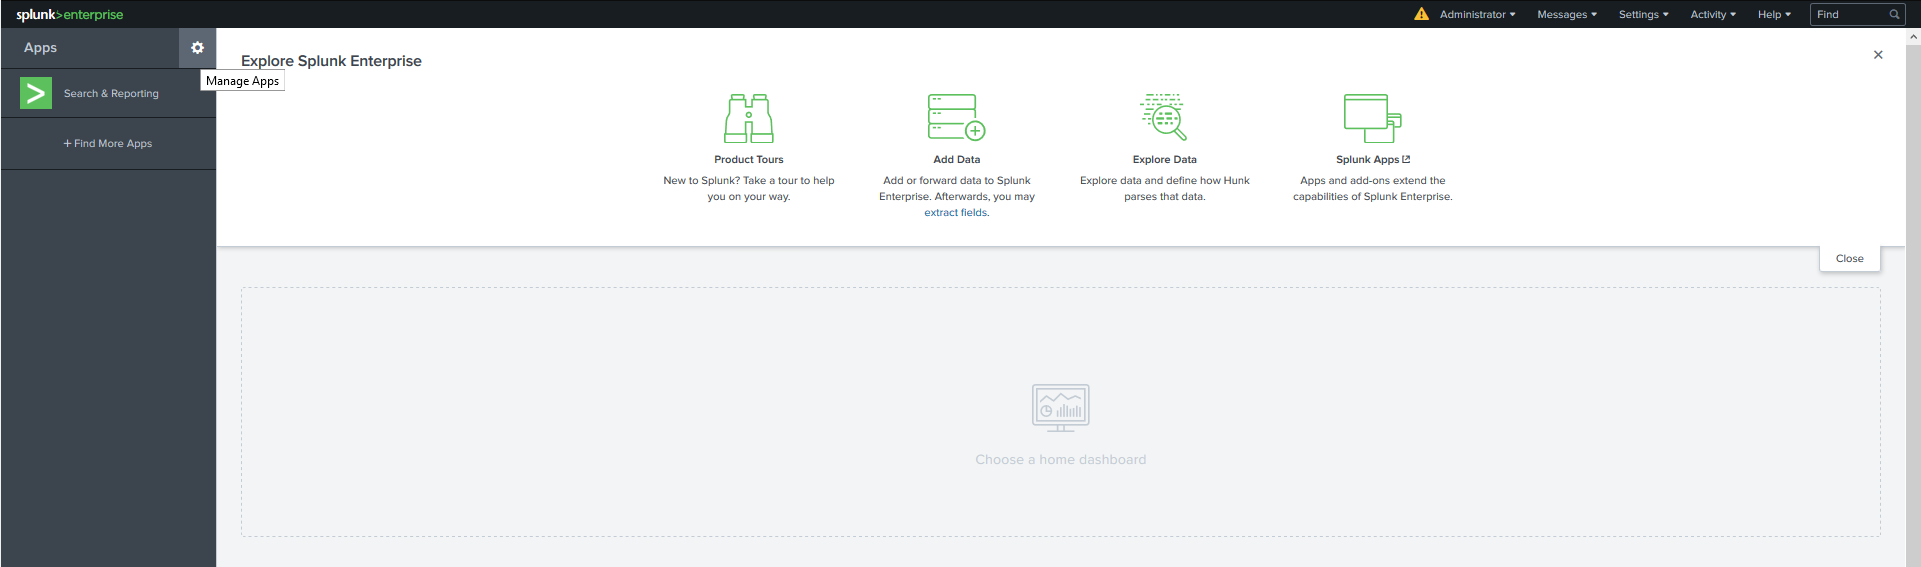 splunk>enterprise
Administrator
Messages
Settings
Activity
Help
Find
Apps
Manage Apps
Search & Reporting
+ Find More Apps
Explore Splunk Enterprise
Product Tours
New to Splunk? Take a tour to help
you on your way.
Add Data
Add or forward data to Splunk
Enterprise. Afterwards, you may
extract fields.
Explore Data
Explore data and define how Hunk
parses that data.
Splunk Apps
Apps and add-ons extend the
capabilities of Splunk Enterprise.
Close
Choose a home dashboard